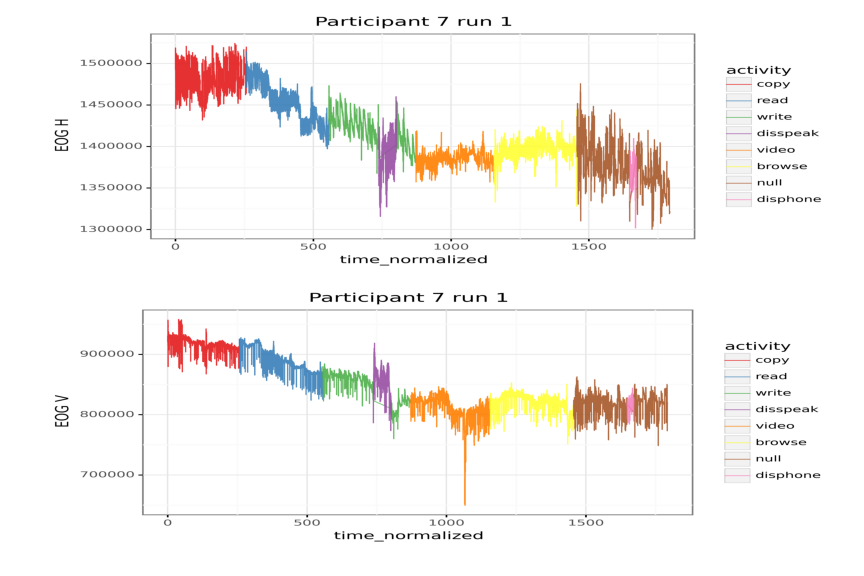 Participant 7 run 1
1500000
1450000
1400000
1350000
1300000
EOG H
0 500 1000 1500
time_normalized
activity
copy
read
write
disspeak
video
browse
null
disphone
Participant 7 run 1
900000
800000
700000
EOG V
0 500 1000 1500
time_normalized
activity
copy
read
write
disspeak
video
browse
null
disphone